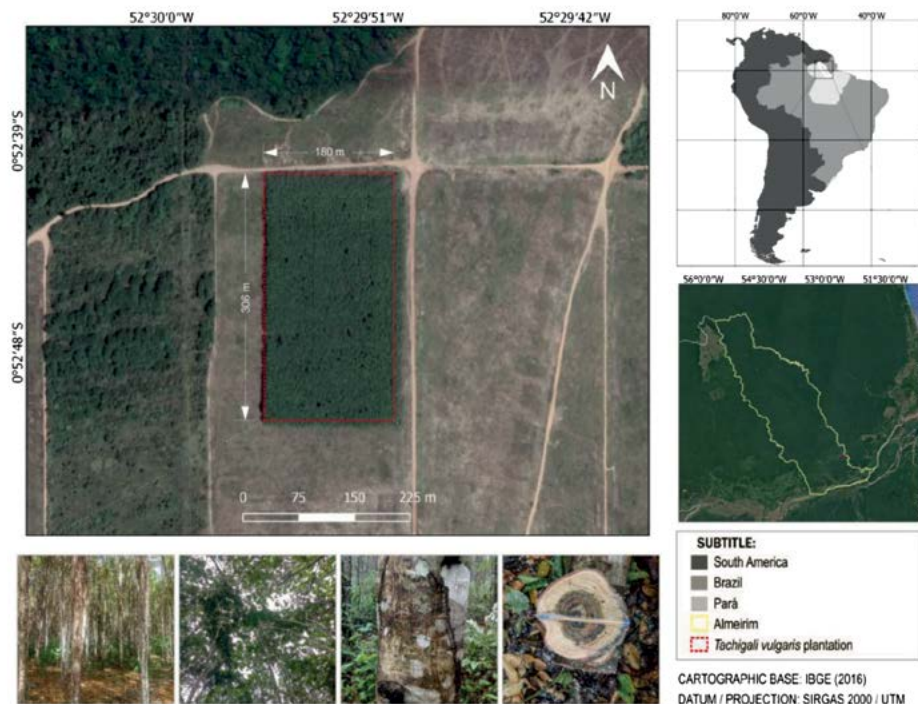 52°30'0"W 52°29'51"W 52°29'42"W
0°52'39"S
0°52'48"S
N
180 m
306 m
0 75 150 225 m
80°0'0"W 60°0'0"W 40°0'0"W
56°0'0"W 54°30'0"W 53°0'0"W 51°30'0"W
SUBTITLE:
South America
Brazil
Pará
Almeirim
Tachigali vulgaris plantation
CARTOGRAPHIC BASE: IBGE (2016)
DATUM / PROJECTION: SIRGAS 2000 / UTM